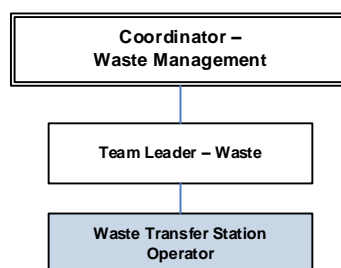 Coordinator –
Waste Management
Team Leader – Waste
Waste Transfer Station
Operator